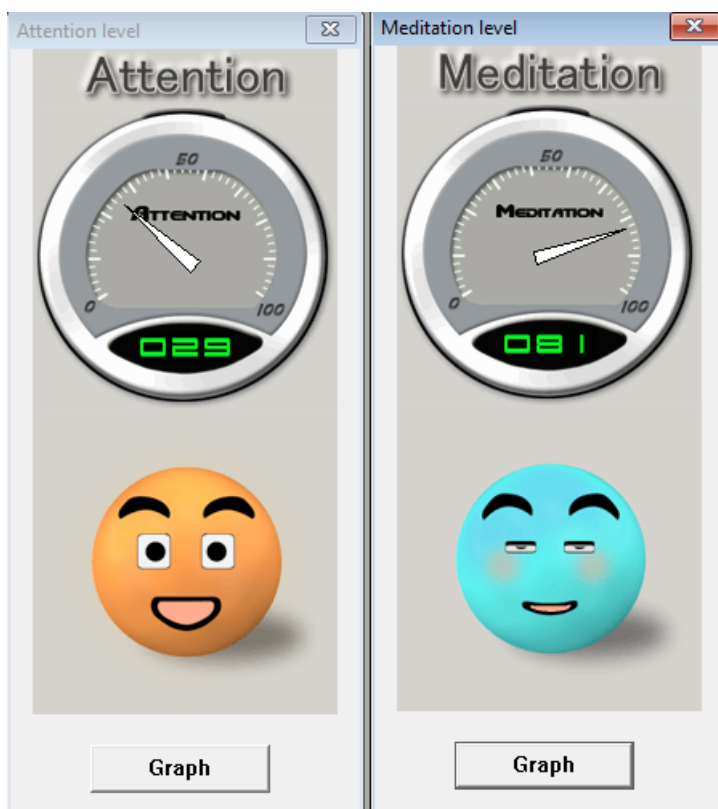 Attention level
Attention
50
ATTENTION
0
100
029
Graph
Meditation level
Meditation
50
MEDITATION
0
100
081
Graph